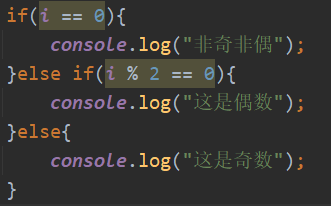 if(i == 0){
    console.log("非奇非偶");
}else if(i % 2 == 0){
    console.log("这是偶数");
}else{
    console.log("这是奇数");
}